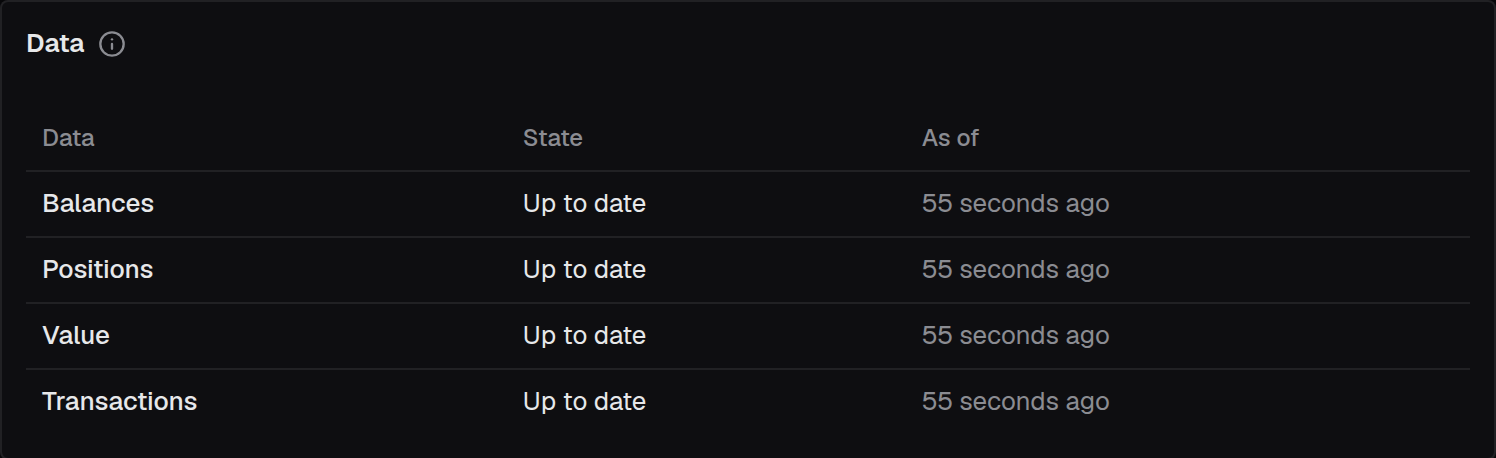 Data
Data State As of
Balances Up to date 55 seconds ago
Positions Up to date 55 seconds ago
Value Up to date 55 seconds ago
Transactions Up to date 55 seconds ago